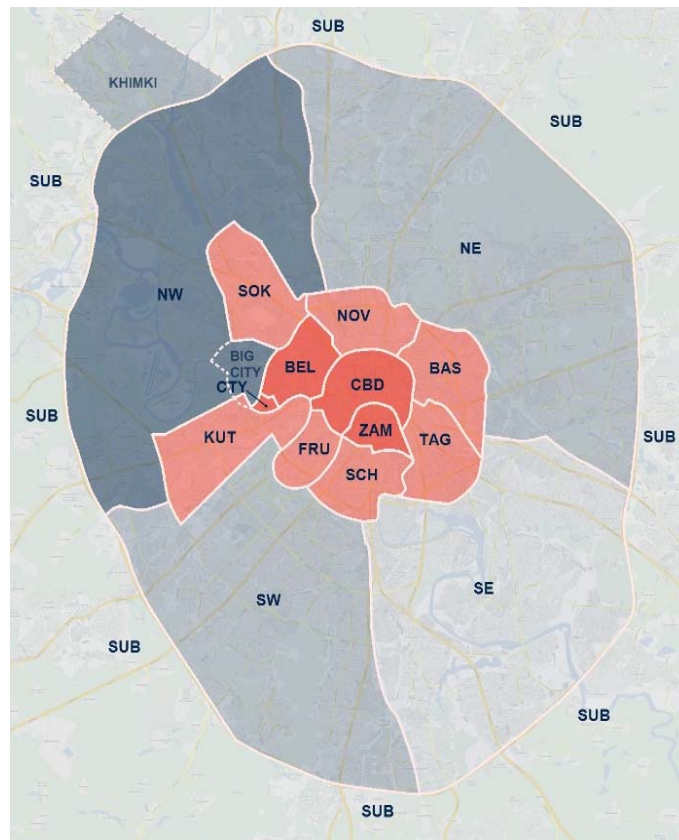 SUB
KHIMKI
SUB
SUB
NE
NW
SOK
NOV
BIG
CITY
BEL
BAS
CBD
CTY
SUB
KUT
ZAM
TAG
SUB
FRU
SCH
SE
SW
SUB
SUB
SUB